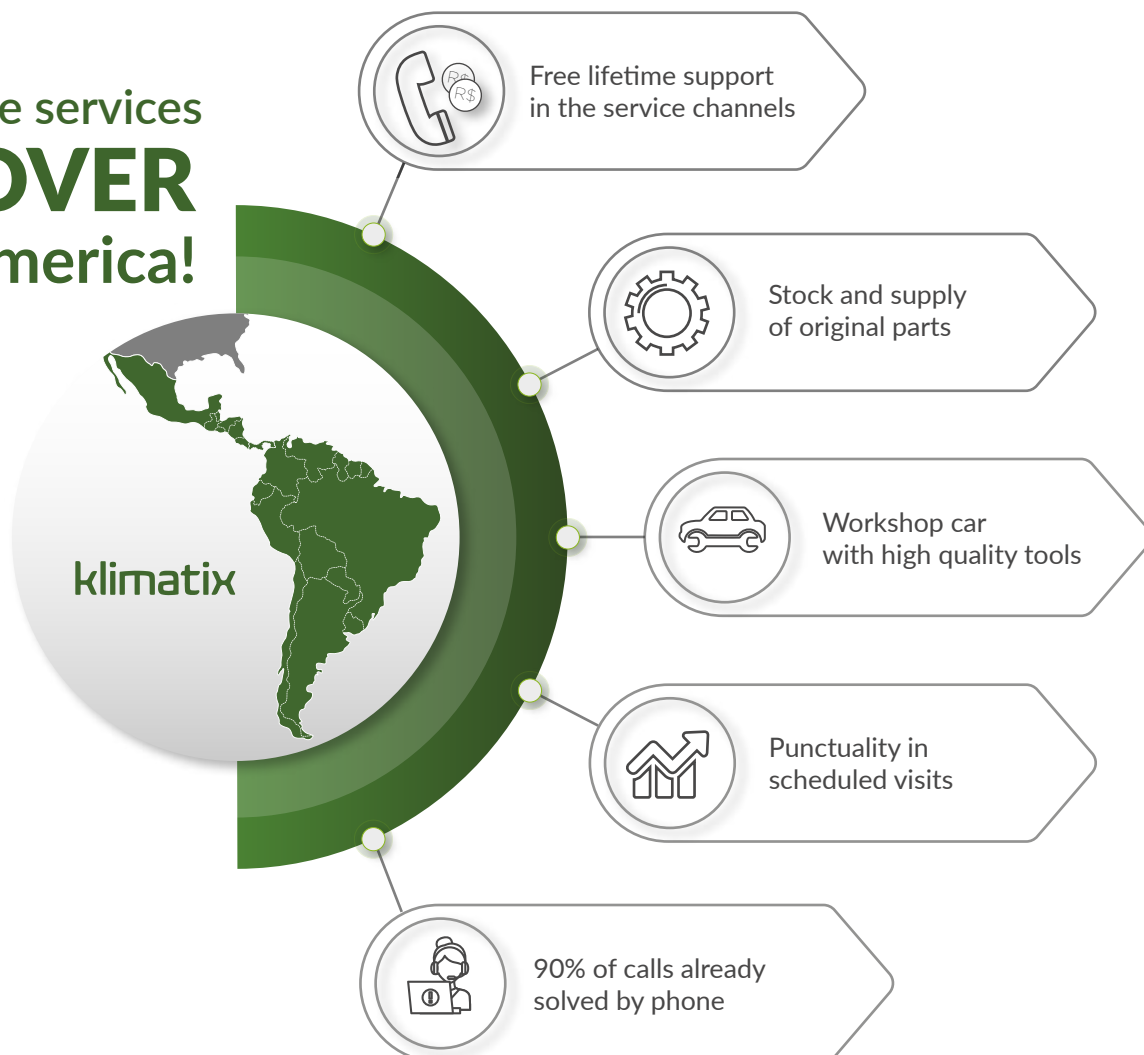 e services
OVER
merica!
klimatix
R$
R$
Free lifetime support
in the service channels
Stock and supply
of original parts
Workshop car
with high quality tools
Punctuality in
scheduled visits
90% of calls already
solved by phone